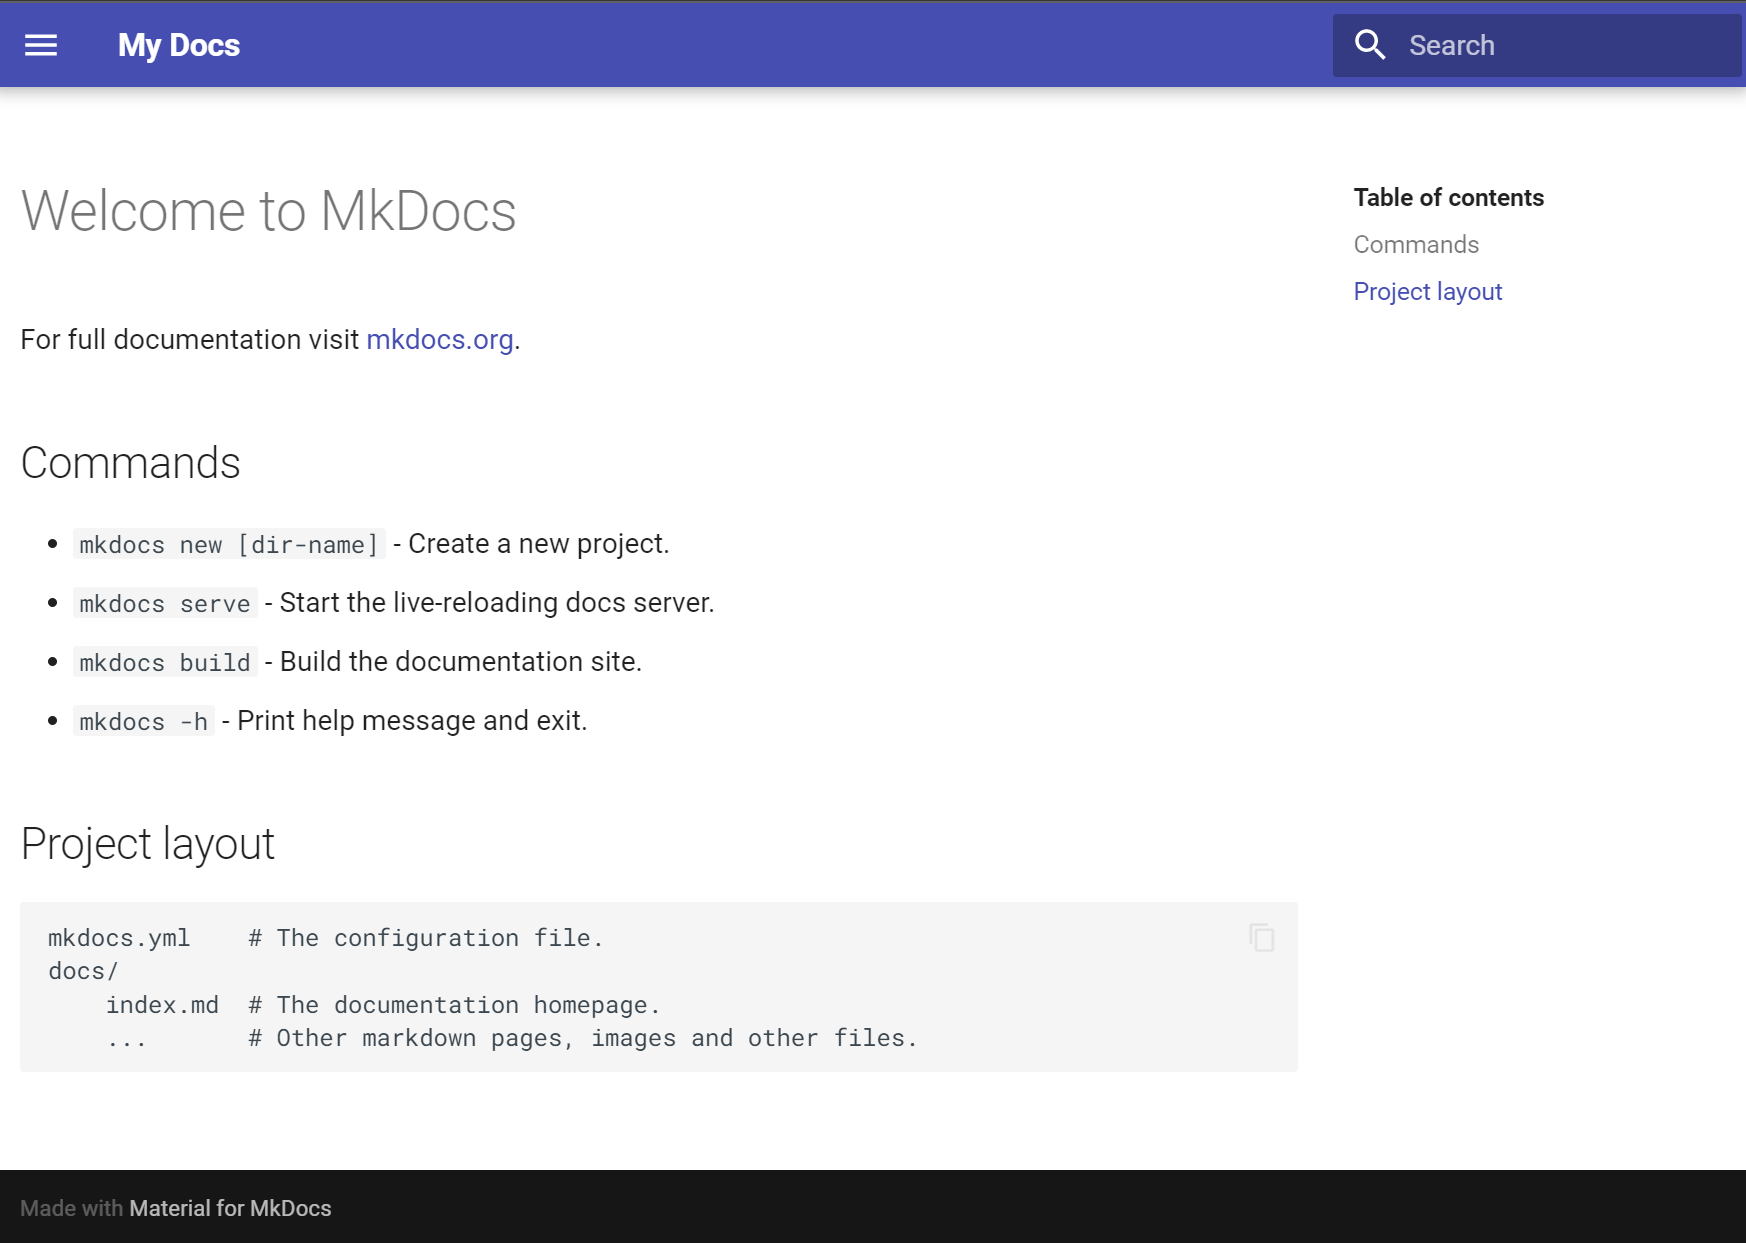 My Docs
Search
Welcome to MkDocs
For full documentation visit mkdocs.org.
Commands
mkdocs new [dir-name] - Create a new project.
mkdocs serve - Start the live-reloading docs server.
mkdocs build - Build the documentation site.
mkdocs -h - Print help message and exit.
Project layout
mkdocs.yml    # The configuration file.
docs/
    index.md  # The documentation homepage.
    ...       # Other markdown pages, images and other files.
Table of contents
Commands
Project layout
Made with Material for MkDocs